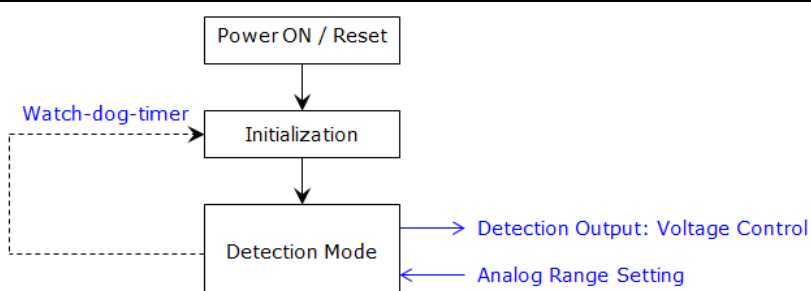 Power ON / Reset
Watch-dog-timer
Initialization
Detection Mode
Detection Output: Voltage Control
Analog Range Setting